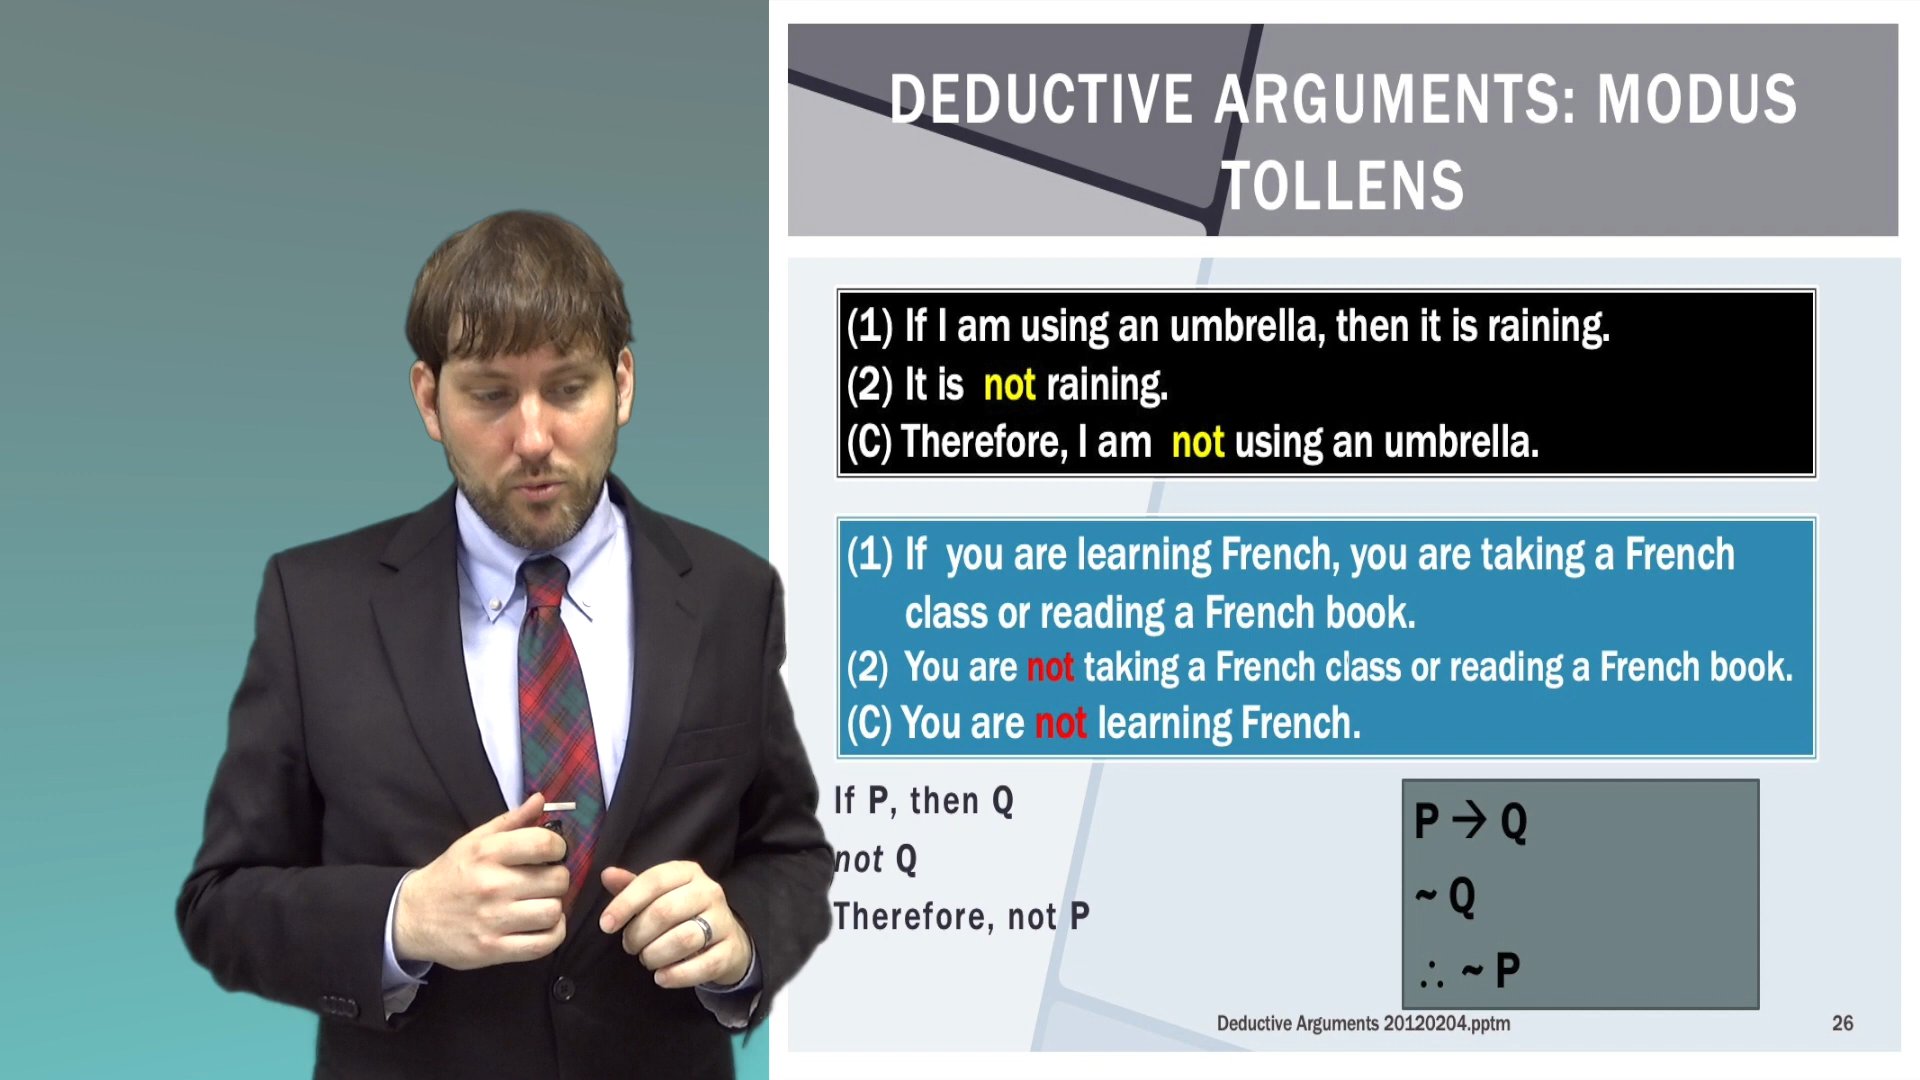 DEDUCTIVE ARGUMENTS: MODUS
TOLLENS
(1) If I am using an umbrella, then it is raining.
(2) It is not raining.
(C) Therefore, I am not using an umbrella.
(1) If you are learning French, you are taking a French
class or reading a French book.
(2) You are not taking a French class or reading a French book.
(C) You are not learning French.
If P, then Q
not Q
Therefore, not P
P → Q
~ Q
∴ ~ P
Deductive Arguments 20120204.pptm
26